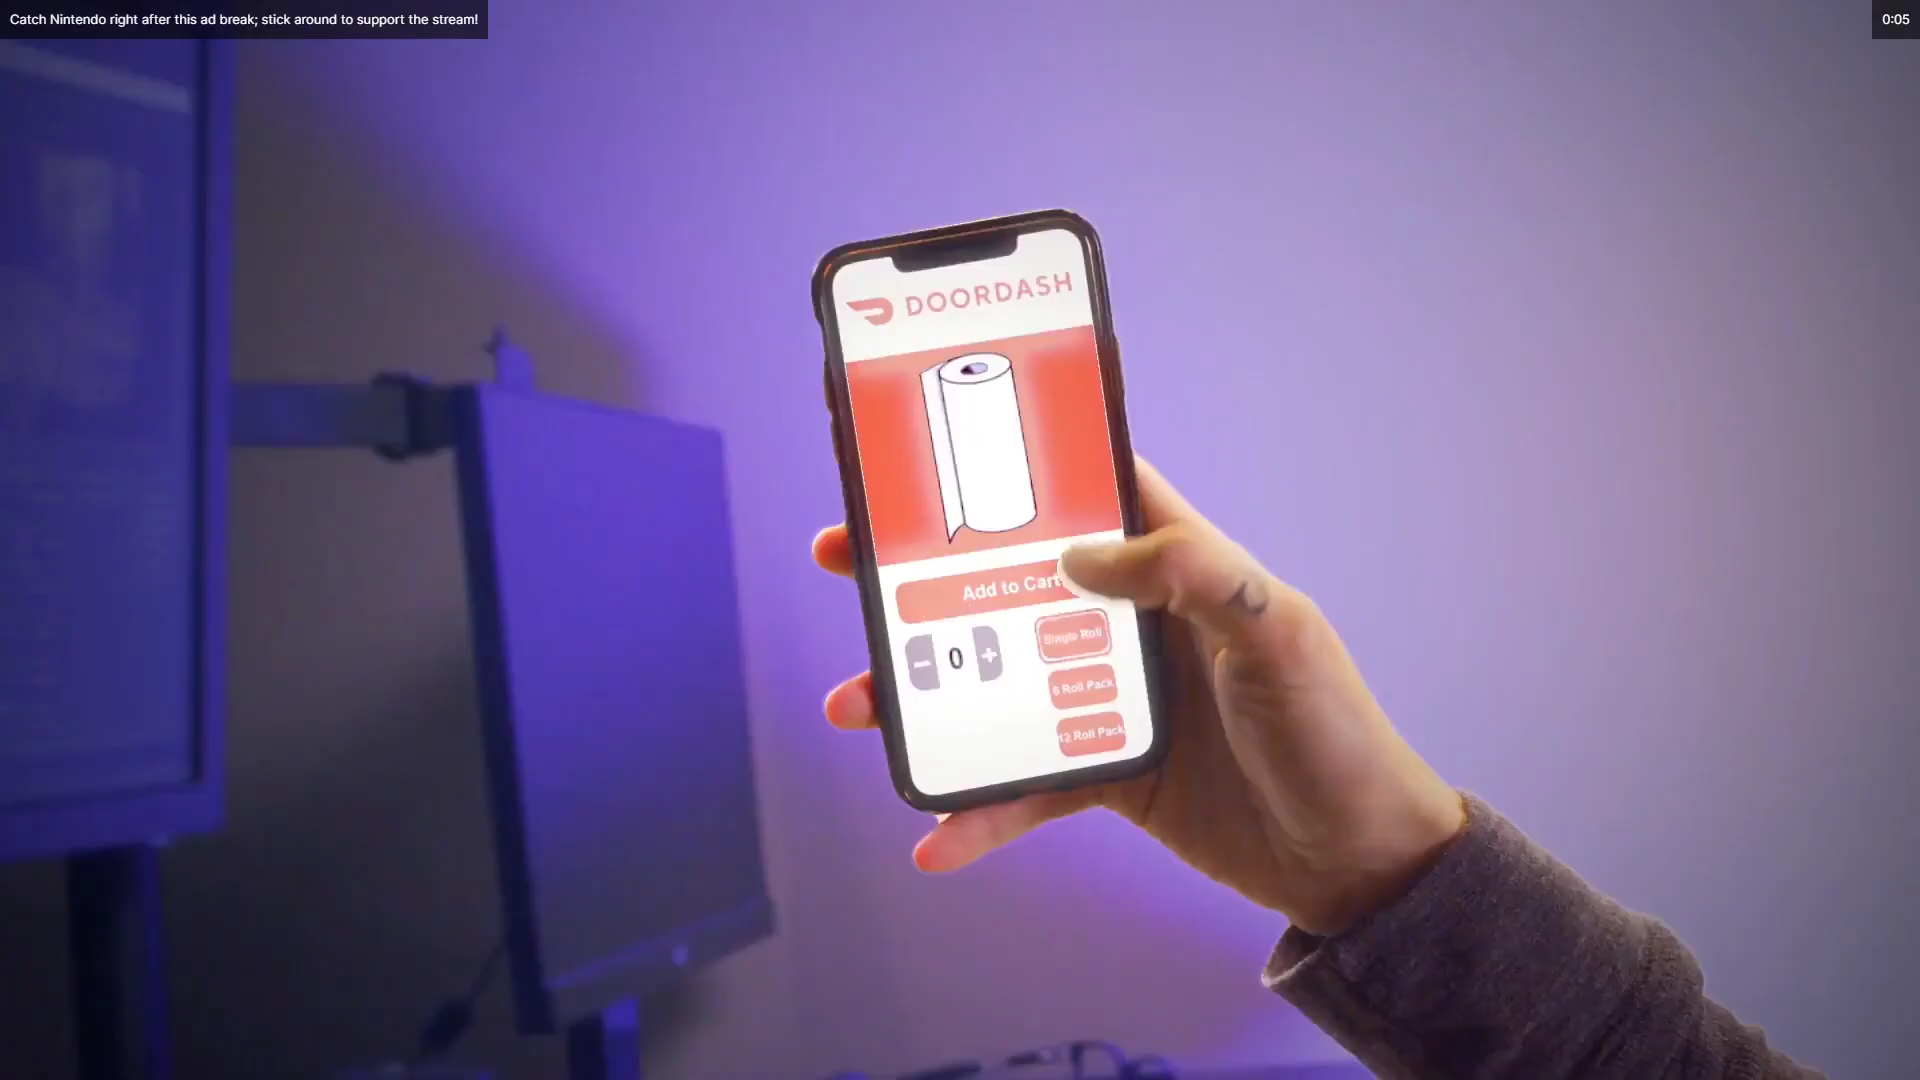 Catch Nintendo right after this ad break; stick around to support the stream!
0:05
DOORDASH
Add to Cart
0
Single Roll
6 Roll Pack
12 Roll Pack